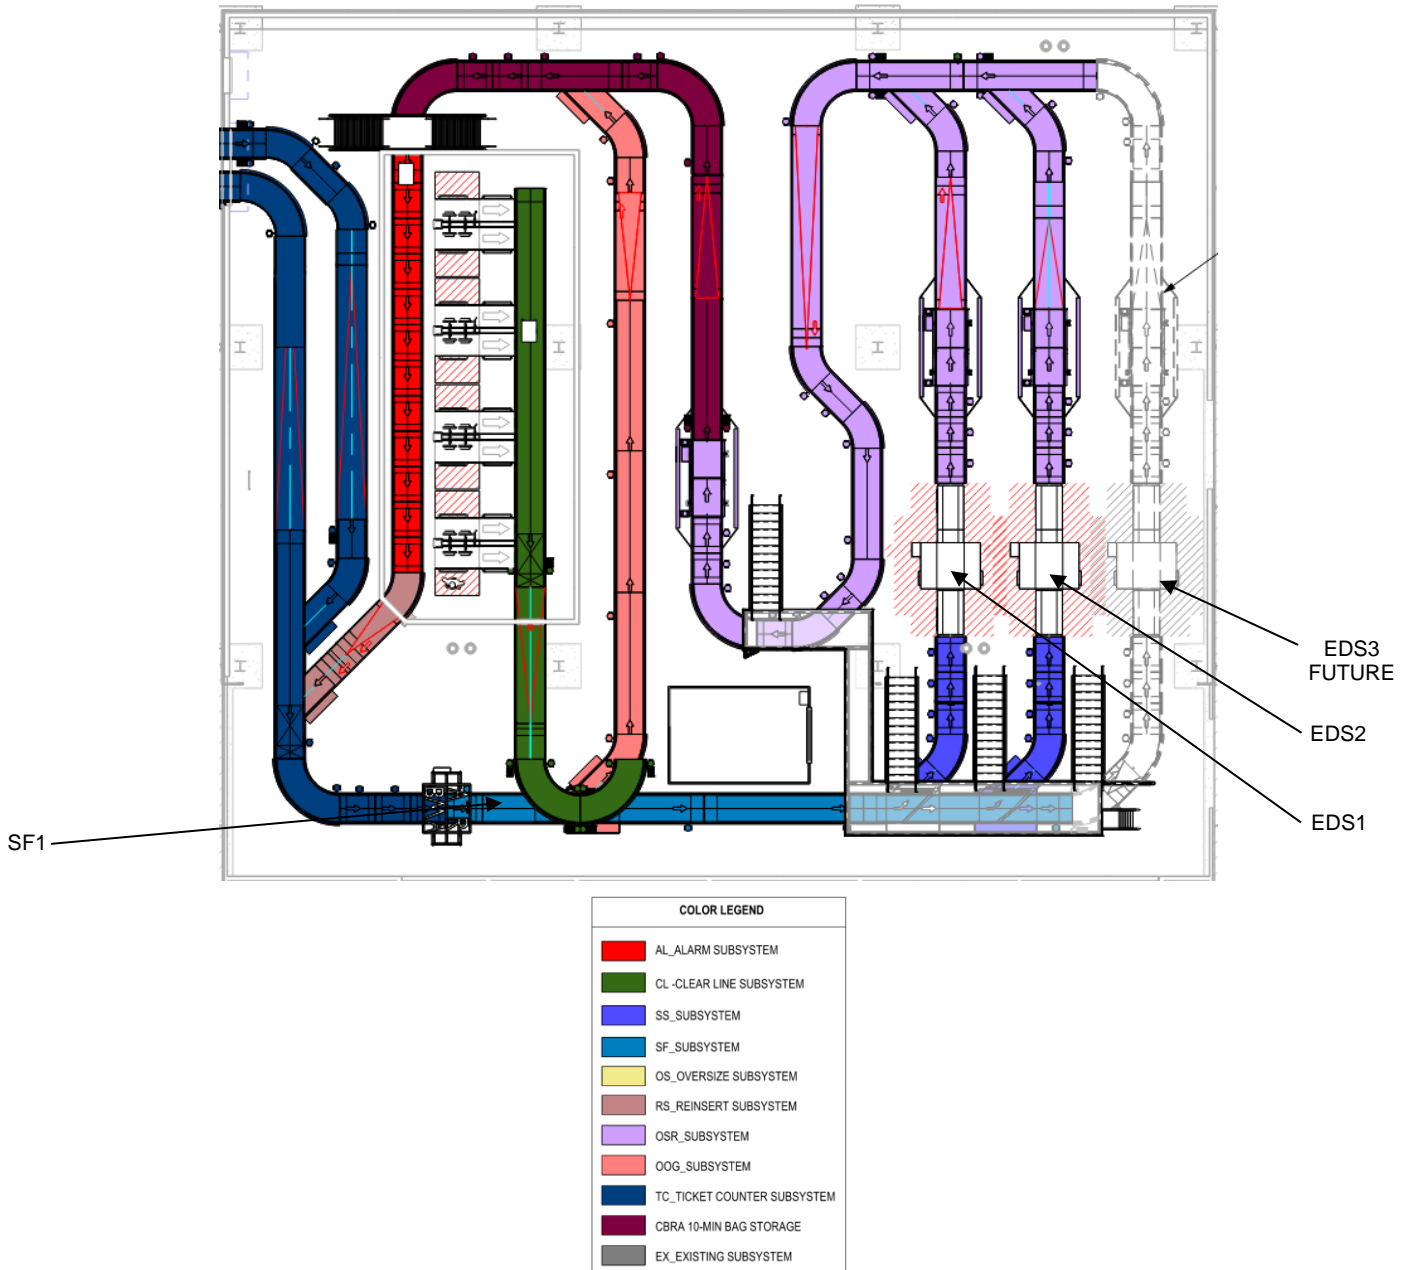 EDS3
FUTURE
EDS2
EDS1
SF1
COLOR LEGEND
AL_ALARM SUBSYSTEM
CL -CLEAR LINE SUBSYSTEM
SS_SUBSYSTEM
SF_SUBSYSTEM
OS_OVERSIZE SUBSYSTEM
RS_REINSERT SUBSYSTEM
OSR_SUBSYSTEM
OOG_SUBSYSTEM
TC_TICKET COUNTER SUBSYSTEM
CBRA 10-MIN BAG STORAGE
EX_EXISTING SUBSYSTEM